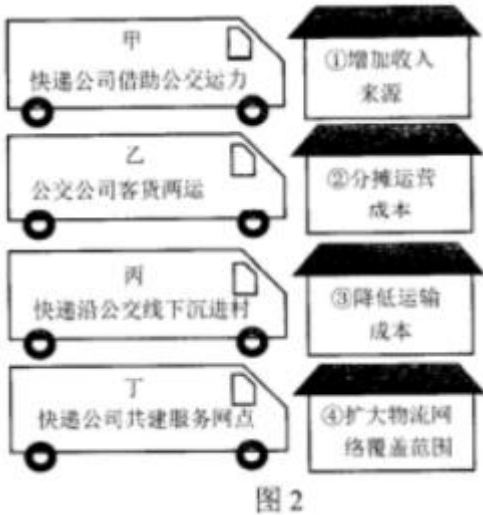 甲
快递公司借助公交运力
①增加收入
来源
乙
公交公司客货两运
②分摊运营
成本
丙
快递沿公交线下沉进村
③降低运输
成本
丁
快递公司共建服务网点
④扩大物流网
络覆盖范围
图2